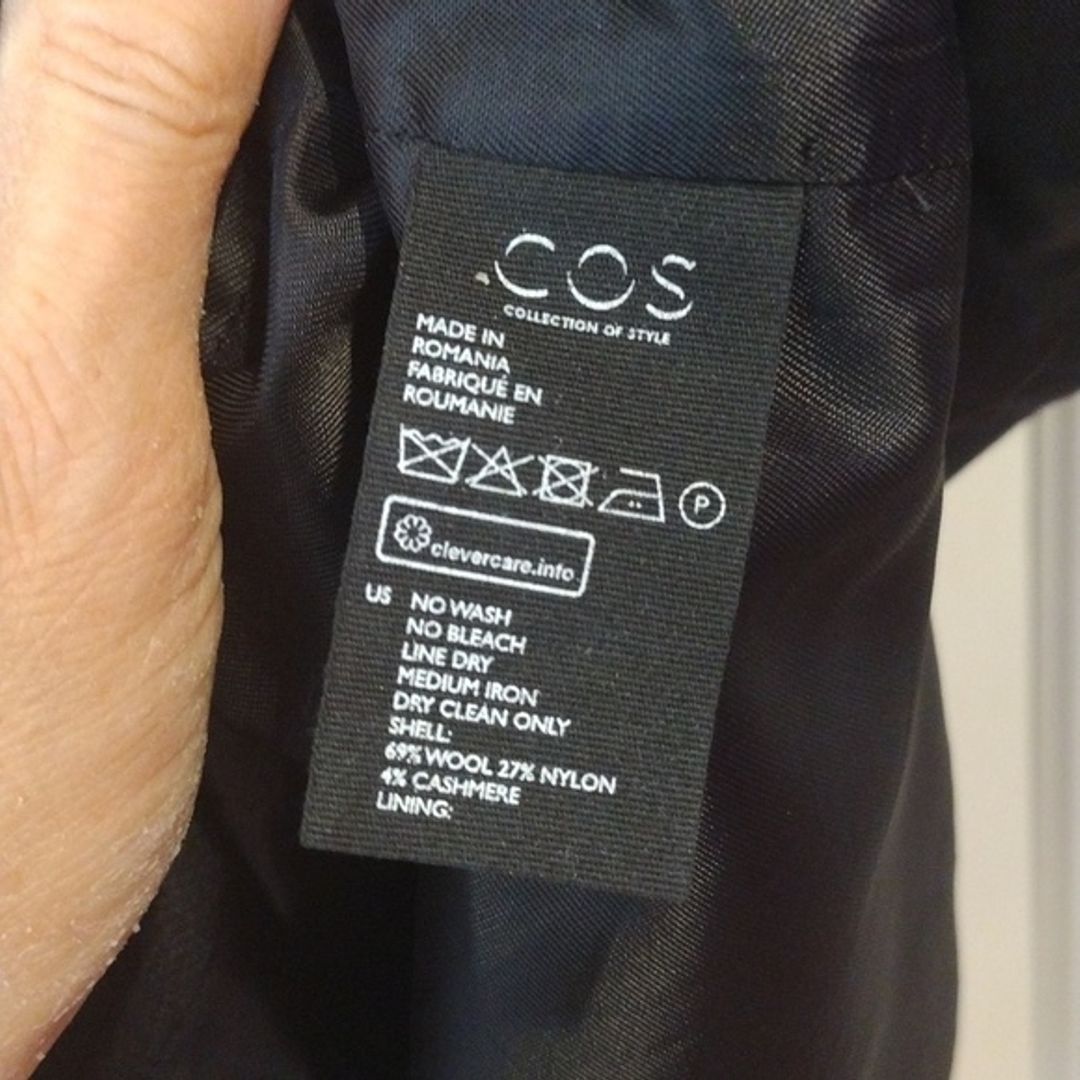 COS
COLLECTION OF STYLE
MADE IN
ROMANIA
FABRIQUÉ EN
ROUMANIE
P
clevercare.info
US NO WASH
NO BLEACH
LINE DRY
MEDIUM IRON
DRY CLEAN ONLY
SHELL:
69% WOOL 27% NYLON
4% CASHMERE
LINING: